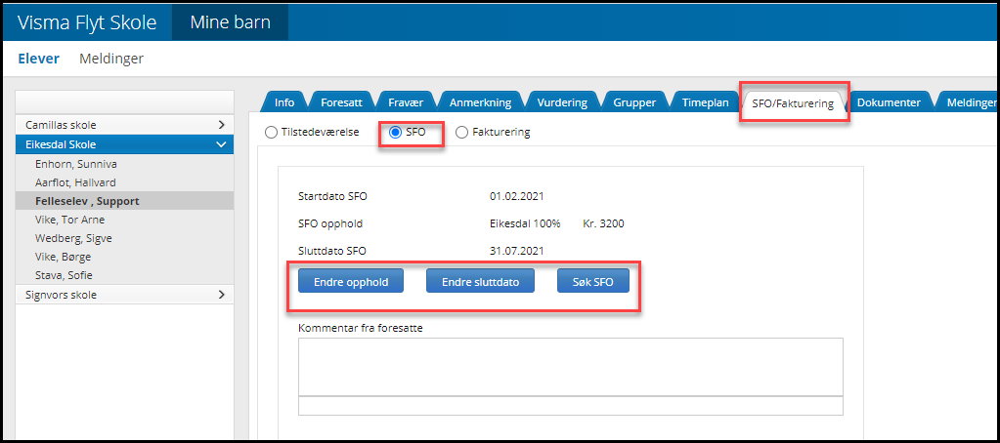 Visma Flyt Skole Mine barn
Elever Meldinger
Info Foresatt Fravær Anmerkning Vurdering Grupper Timeplan SFO/Fakturering Dokumenter Meldinger
Camillas skole
Eikesdal Skole
Enhorn, Sunniva
Aarflot, Hallvard
Felleselev , Support
Vike, Tor Arne
Wedberg, Sigve
Vike, Børge
Stava, Sofie
Signvors skole
Tilstedeværelse SFO Fakturering
Startdato SFO 01.02.2021
SFO opphold Eikesdal 100% Kr. 3200
Sluttdato SFO 31.07.2021
Endre opphold Endre sluttdato Søk SFO
Kommentar fra foresatte